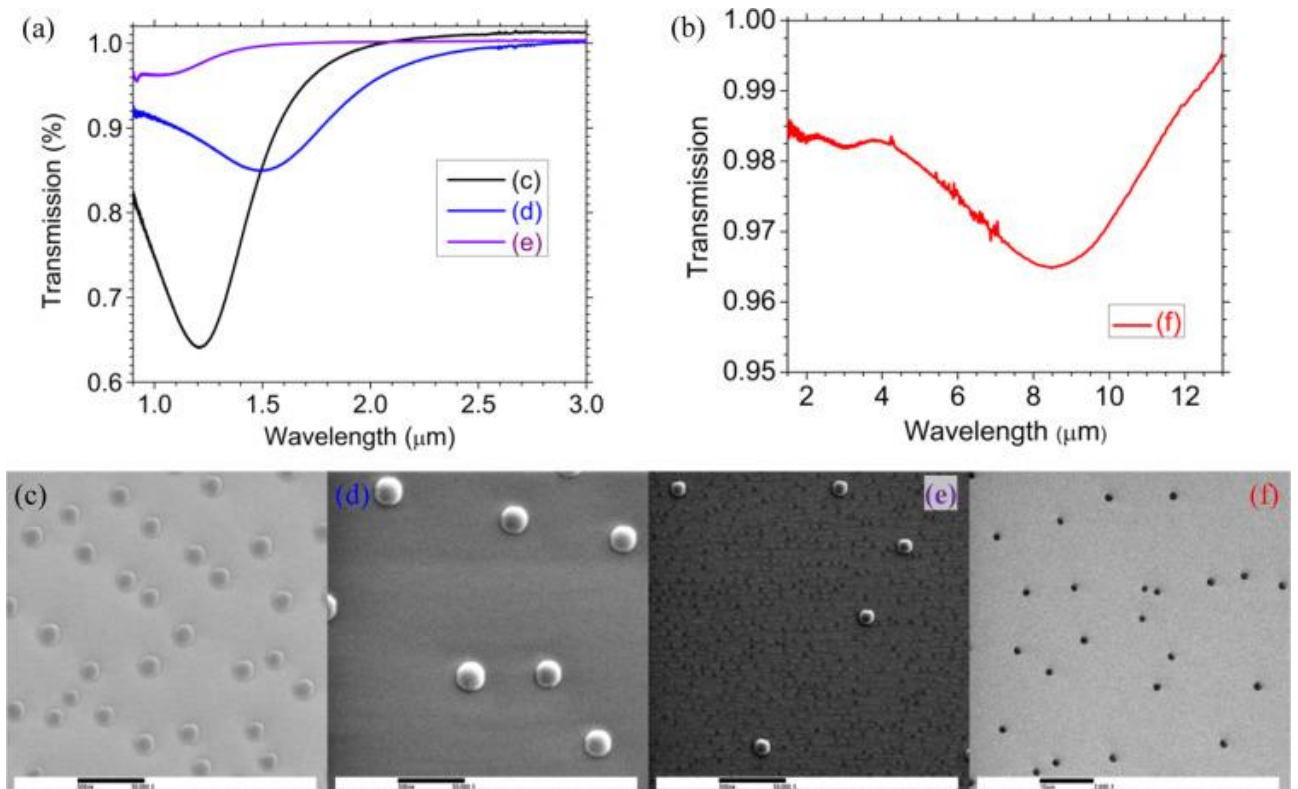 (a)
1.0
0.9
0.8
0.7
0.6
Transmission (%)
(c)
(d)
(e)
1.0 1.5 2.0 2.5 3.0
Wavelength (μm)
(b)
1.00
0.99
0.98
0.97
0.96
0.95
Transmission
(f)
2 4 6 8 10 12
Wavelength (μm)
(c) (d) (e) (f)